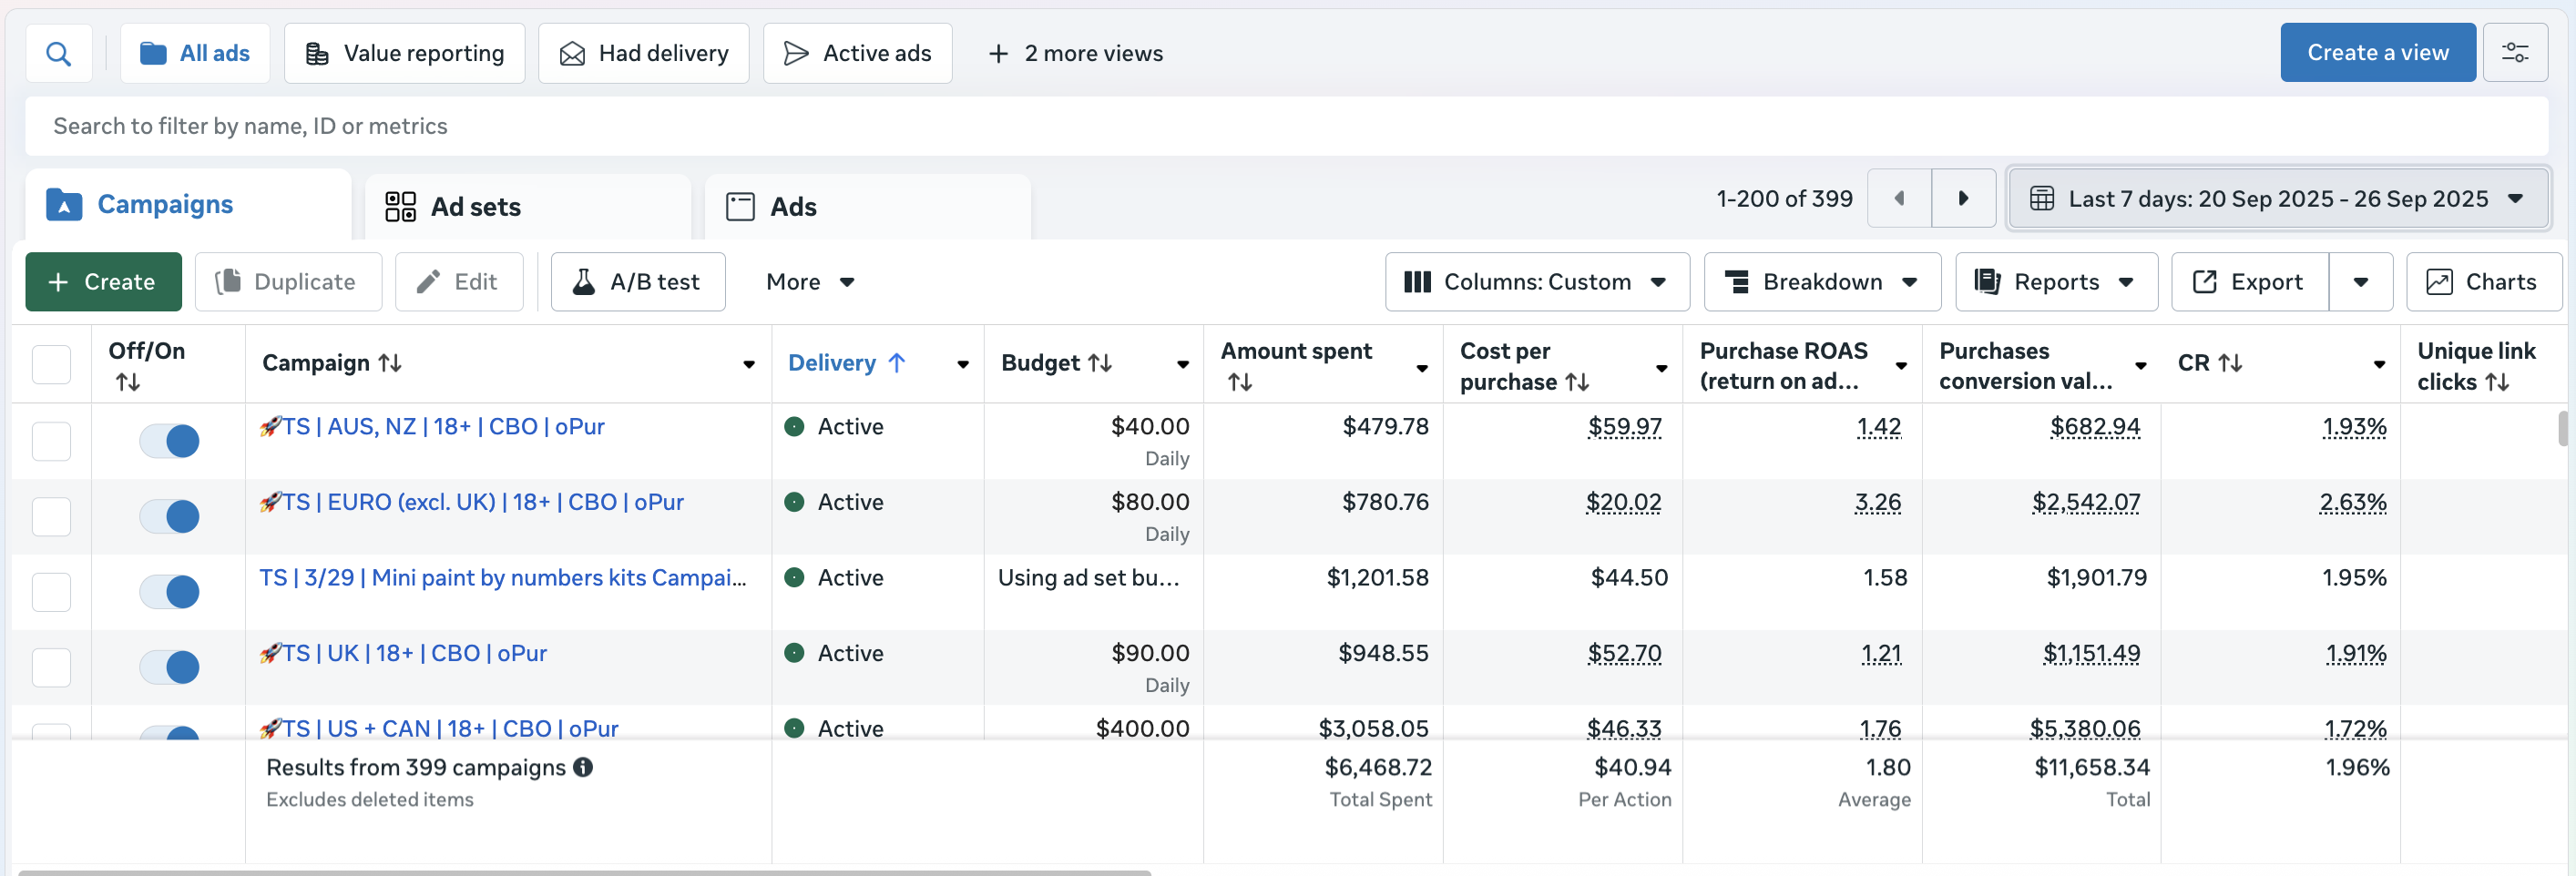 All ads
Value reporting
Had delivery
Active ads
+ 2 more views
Create a view
Search to filter by name, ID or metrics
Campaigns
Ad sets
Ads
1-200 of 399
Last 7 days: 20 Sep 2025 - 26 Sep 2025
+ Create
Duplicate
Edit
A/B test
More
Columns: Custom
Breakdown
Reports
Export
Charts
Off/On
Campaign
Delivery
Budget
Amount spent
Cost per purchase
Purchase ROAS (return on ad...
Purchases conversion val...
CR
Unique link clicks
🚀TS | AUS, NZ | 18+ | CBO | oPur Active $40.00 $479.78 $59.97 1.42 $682.94 1.93%
Daily
🚀TS | EURO (excl. UK) | 18+ | CBO | oPur Active $80.00 $780.76 $20.02 3.26 $2,542.07 2.63%
Daily
TS | 3/29 | Mini paint by numbers kits Campai... Active Using ad set bu... $1,201.58 $44.50 1.58 $1,901.79 1.95%
🚀TS | UK | 18+ | CBO | oPur Active $90.00 $948.55 $52.70 1.21 $1,151.49 1.91%
Daily
🚀TS | US + CAN | 18+ | CBO | oPur Active $400.00 $3,058.05 $46.33 1.76 $5,380.06 1.72%
Results from 399 campaigns $6,468.72 $40.94 1.80 $11,658.34 1.96%
Excludes deleted items Total Spent Per Action Average Total